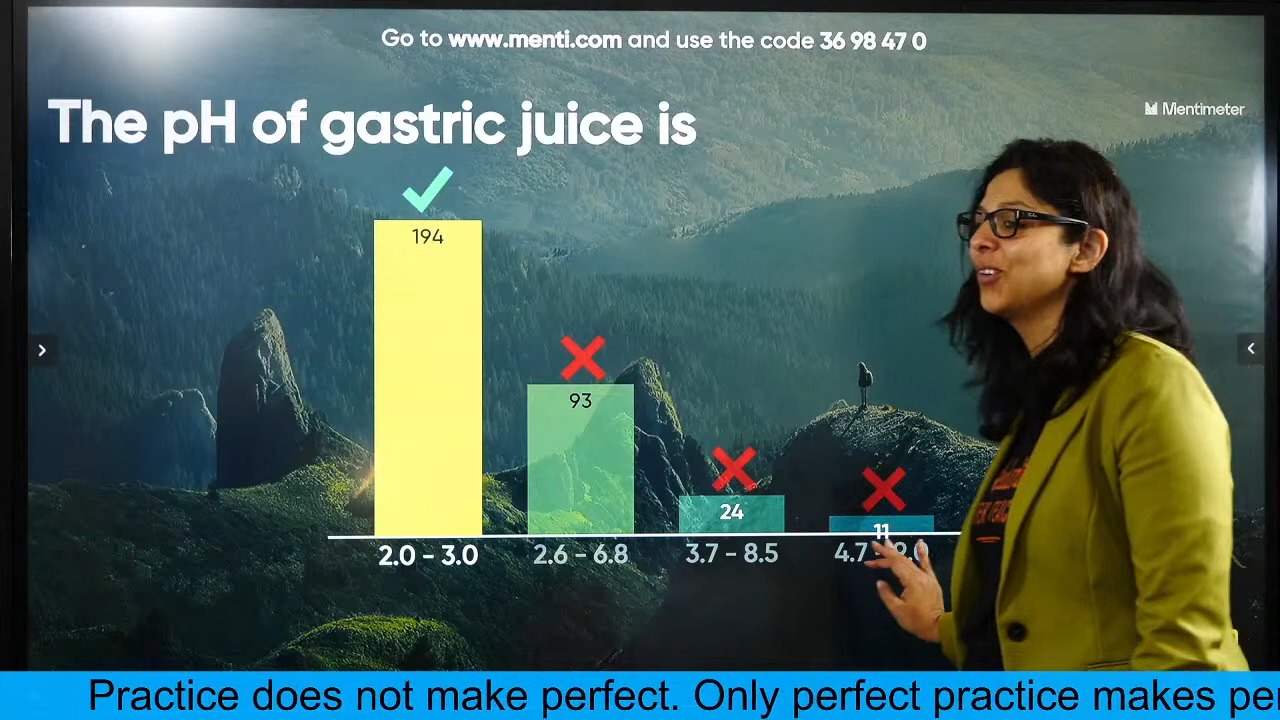 Go to www.menti.com and use the code 36 98 47 0
The pH of gastric juice is
Mentimeter
194
93
24
11
2.0 - 3.0
2.6 - 6.8
3.7 - 8.5
4.7
Practice does not make perfect. Only perfect practice makes